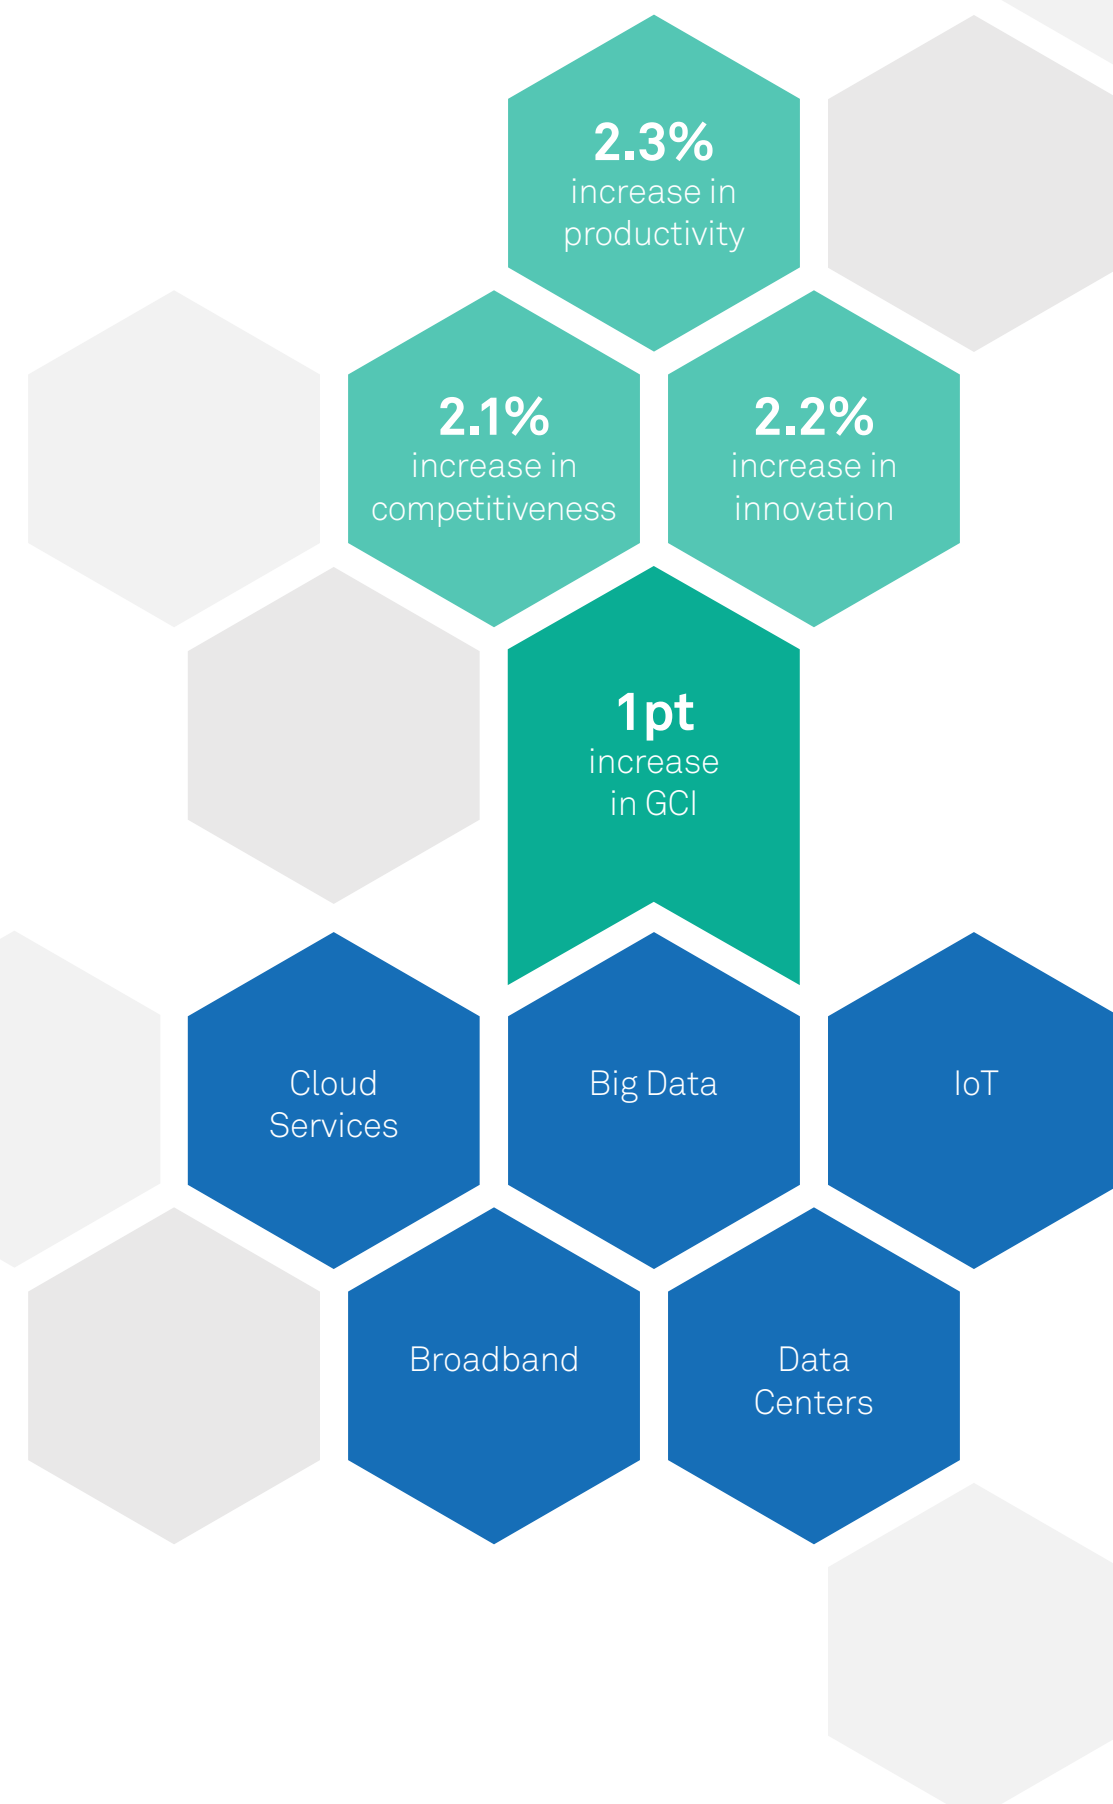 2.3%
increase in
productivity
2.1%
increase in
competitiveness
2.2%
increase in
innovation
1pt
increase
in GCI
Cloud
Services
Big Data
IoT
Broadband
Data
Centers